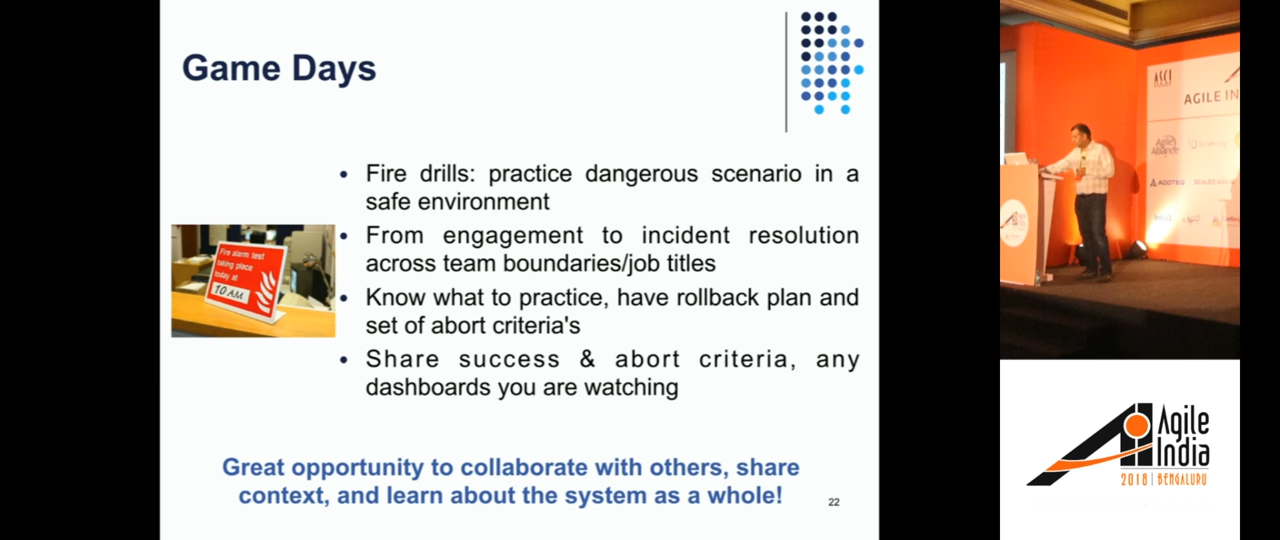 Game Days
• Fire drills: practice dangerous scenario in a
safe environment
• From engagement to incident resolution
across team boundaries/job titles
• Know what to practice, have rollback plan and
set of abort criteria's
• Share success & abort criteria, any
dashboards you are watching
Fire alarm test
taking place
today at
10 AM
Great opportunity to collaborate with others, share
context, and learn about the system as a whole!
22
ASCI
AGILE IN
Agile
Alliance
Agile
India
2018 | BENGALURU